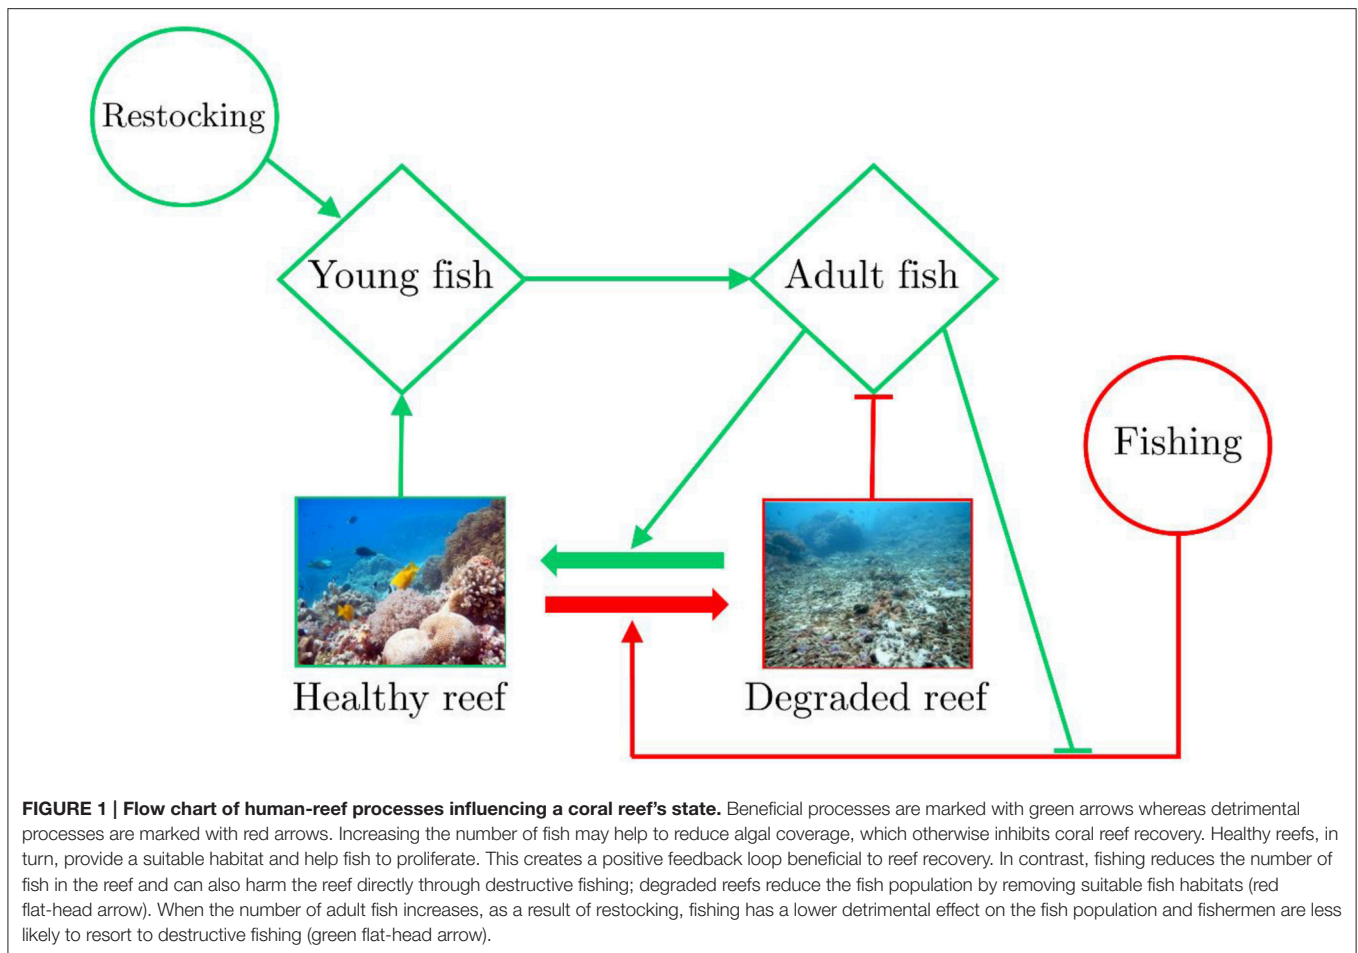 Restocking
Young fish
Adult fish
Fishing
Healthy reef
Degraded reef
FIGURE 1 | Flow chart of human-reef processes influencing a coral reef’s state. Beneficial processes are marked with green arrows whereas detrimental
processes are marked with red arrows. Increasing the number of fish may help to reduce algal coverage, which otherwise inhibits coral reef recovery. Healthy reefs, in
turn, provide a suitable habitat and help fish to proliferate. This creates a positive feedback loop beneficial to reef recovery. In contrast, fishing reduces the number of
fish in the reef and can also harm the reef directly through destructive fishing; degraded reefs reduce the fish population by removing suitable fish habitats (red
flat-head arrow). When the number of adult fish increases, as a result of restocking, fishing has a lower detrimental effect on the fish population and fishermen are less
likely to resort to destructive fishing (green flat-head arrow).